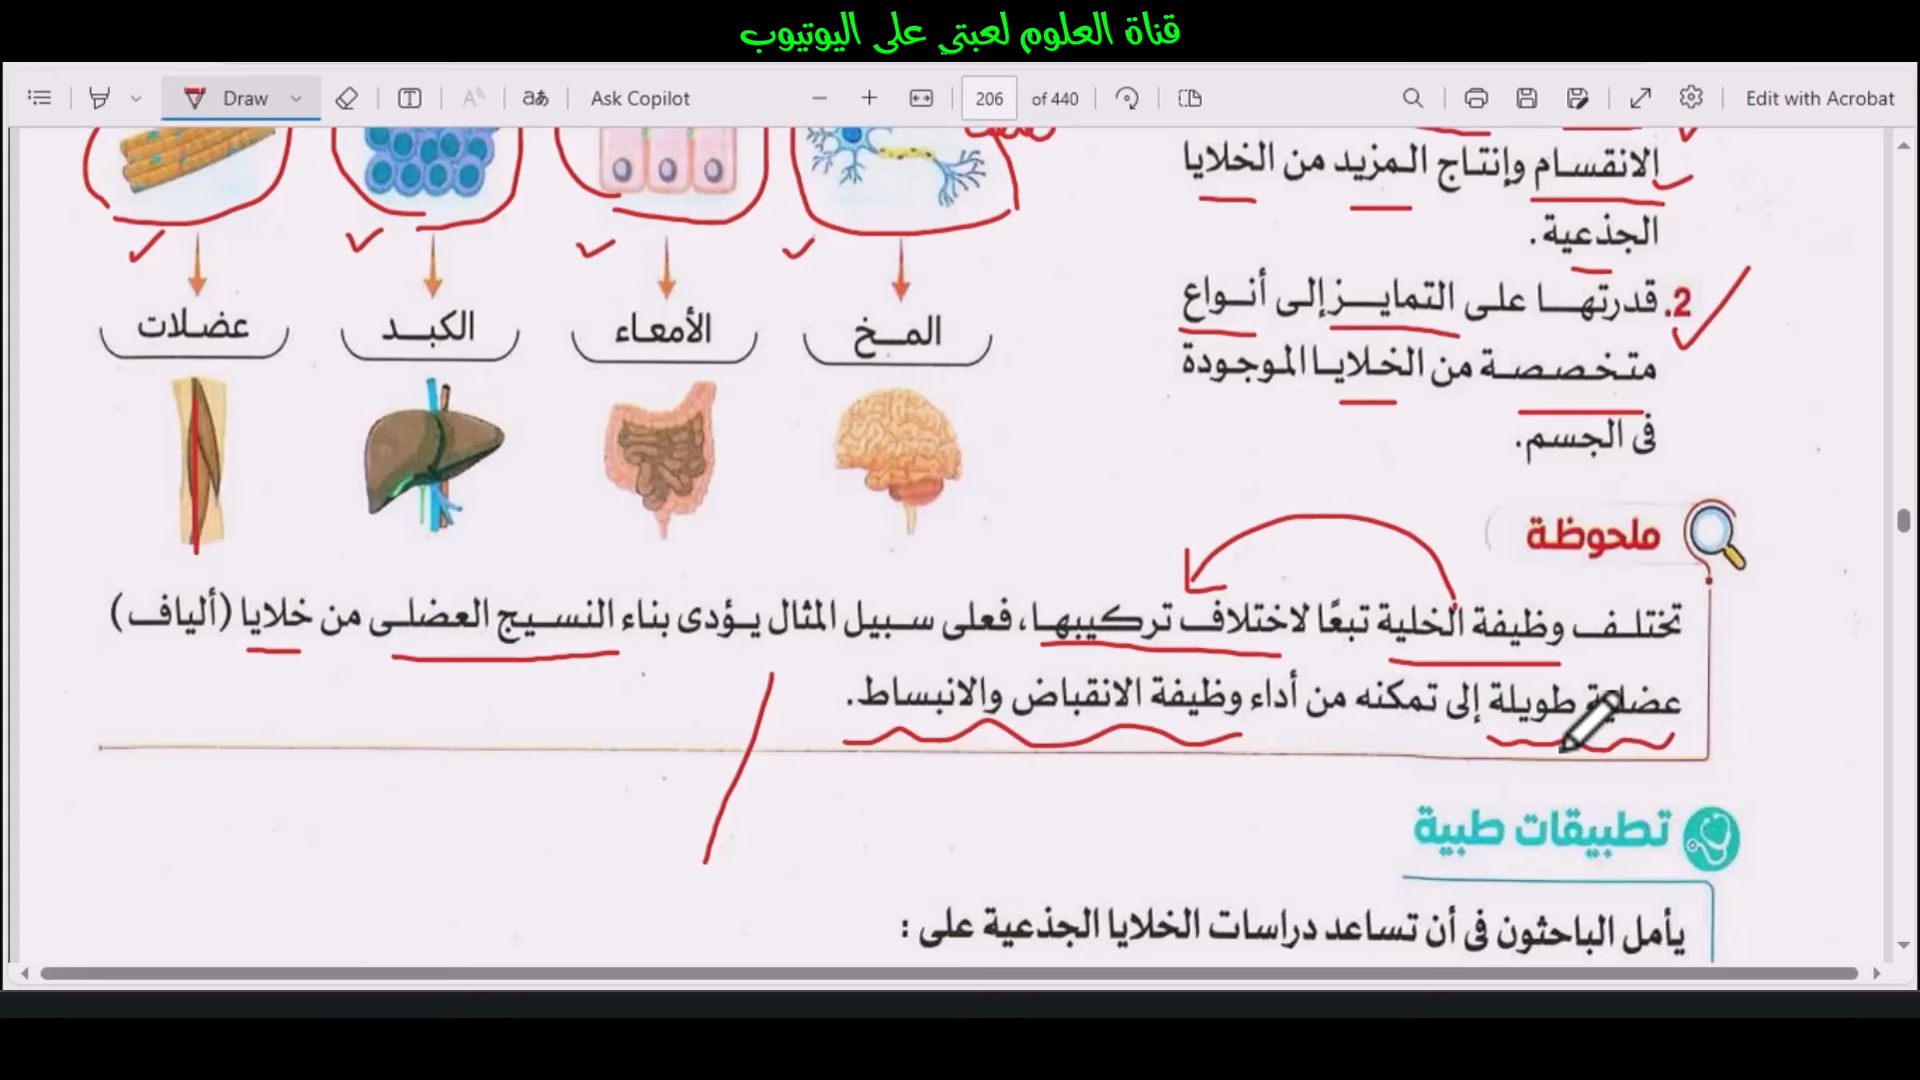 قناة العلوم لعبتي على اليوتيوب
Draw
Ask Copilot
206 of 440
Edit with Acrobat
الانقسام وإنتاج المزيد من الخلايا
الجذعية.
2. قدرتها على التمايز إلى أنواع
متخصصة من الخلايا الموجودة
فى الجسم.
المخ
الأمعاء
الكبد
عضلات
ملحوظة
تختلف وظيفة الخلية تبعًا لاختلاف تركيبها، فعلى سبيل المثال يؤدى بناء النسيج العضلى من خلايا (ألياف)
عضلية طويلة إلى تمكنه من أداء وظيفة الانقباض والانبساط.
تطبيقات طبية
يأمل الباحثون فى أن تساعد دراسات الخلايا الجذعية على :